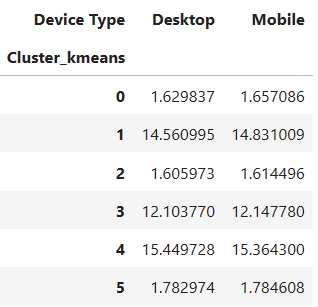 Device Type Desktop Mobile
Cluster_kmeans
0 1.629837 1.657086
1 14.560995 14.831009
2 1.605973 1.614496
3 12.103770 12.147780
4 15.449728 15.364300
5 1.782974 1.784608